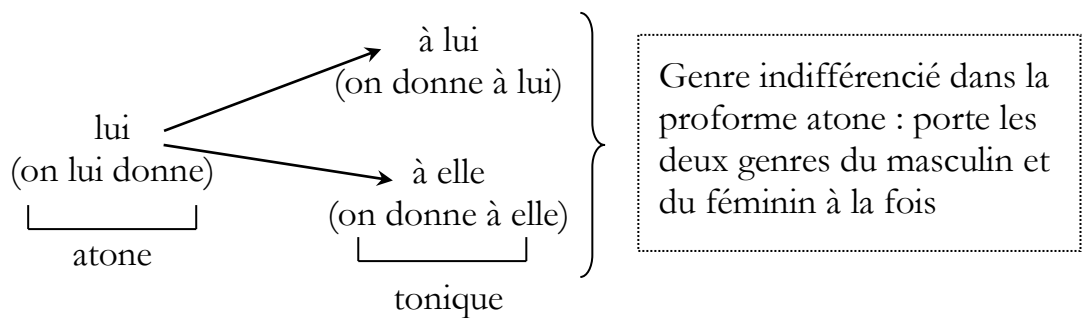 à lui
(on donne à lui)
lui
(on lui donne)
à elle
(on donne à elle)
atone
tonique
Genre indifférencié dans la
proforme atone : porte les
deux genres du masculin et
du féminin à la fois